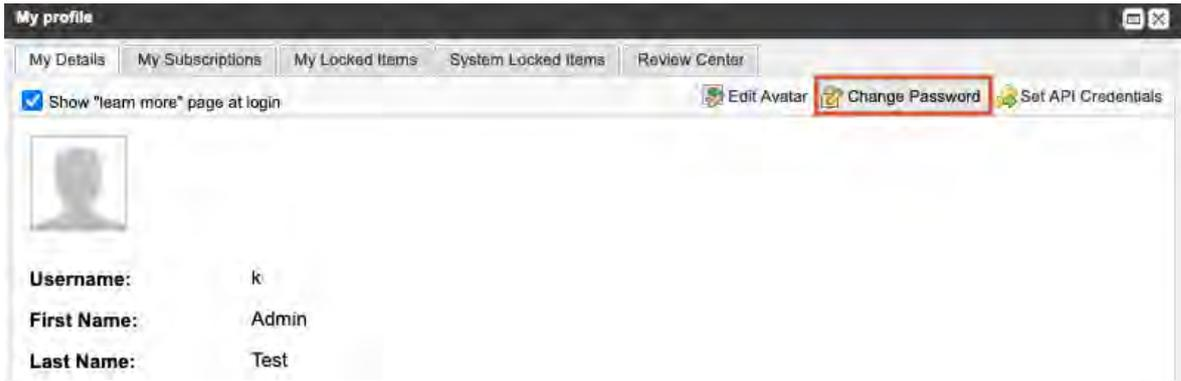 My profile
My Details My Subscriptions My Locked Items System Locked Items Review Center
Show "learn more" page at login Edit Avatar Change Password Set API Credentials
Username: k
First Name: Admin
Last Name: Test